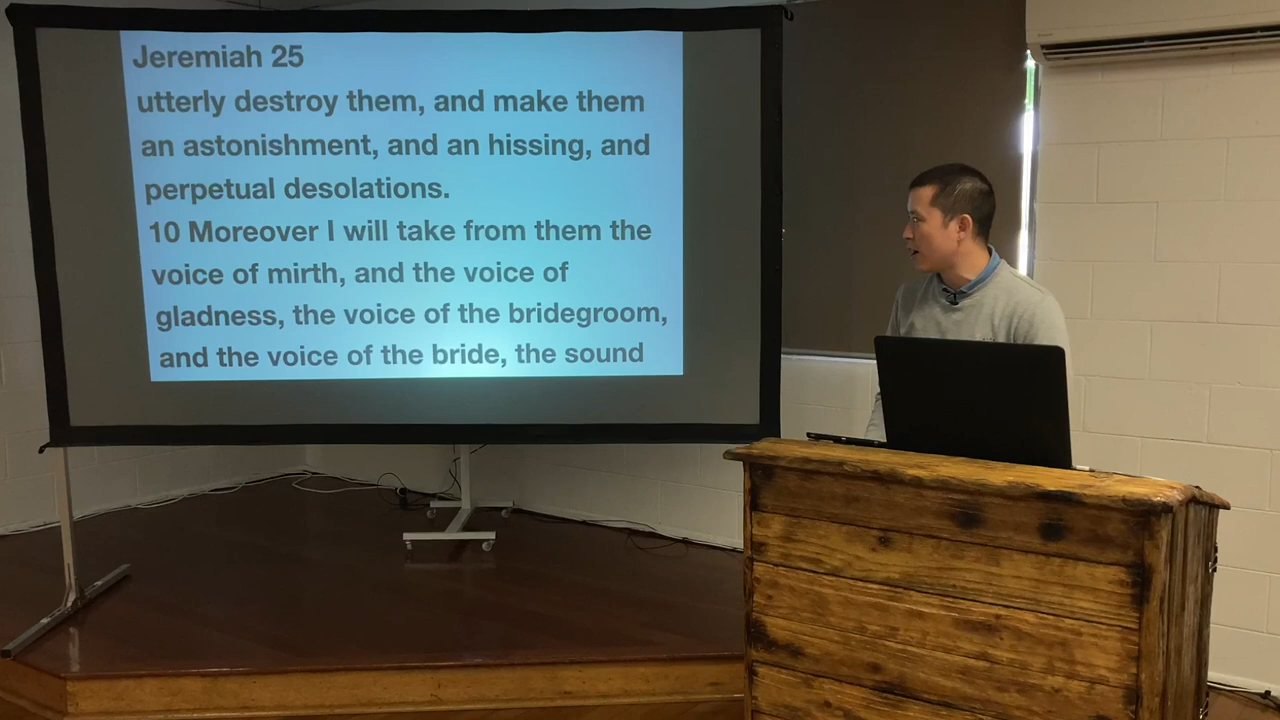 Jeremiah 25
utterly destroy them, and make them
an astonishment, and an hissing, and
perpetual desolations.
10 Moreover I will take from them the
voice of mirth, and the voice of
gladness, the voice of the bridegroom,
and the voice of the bride, the sound